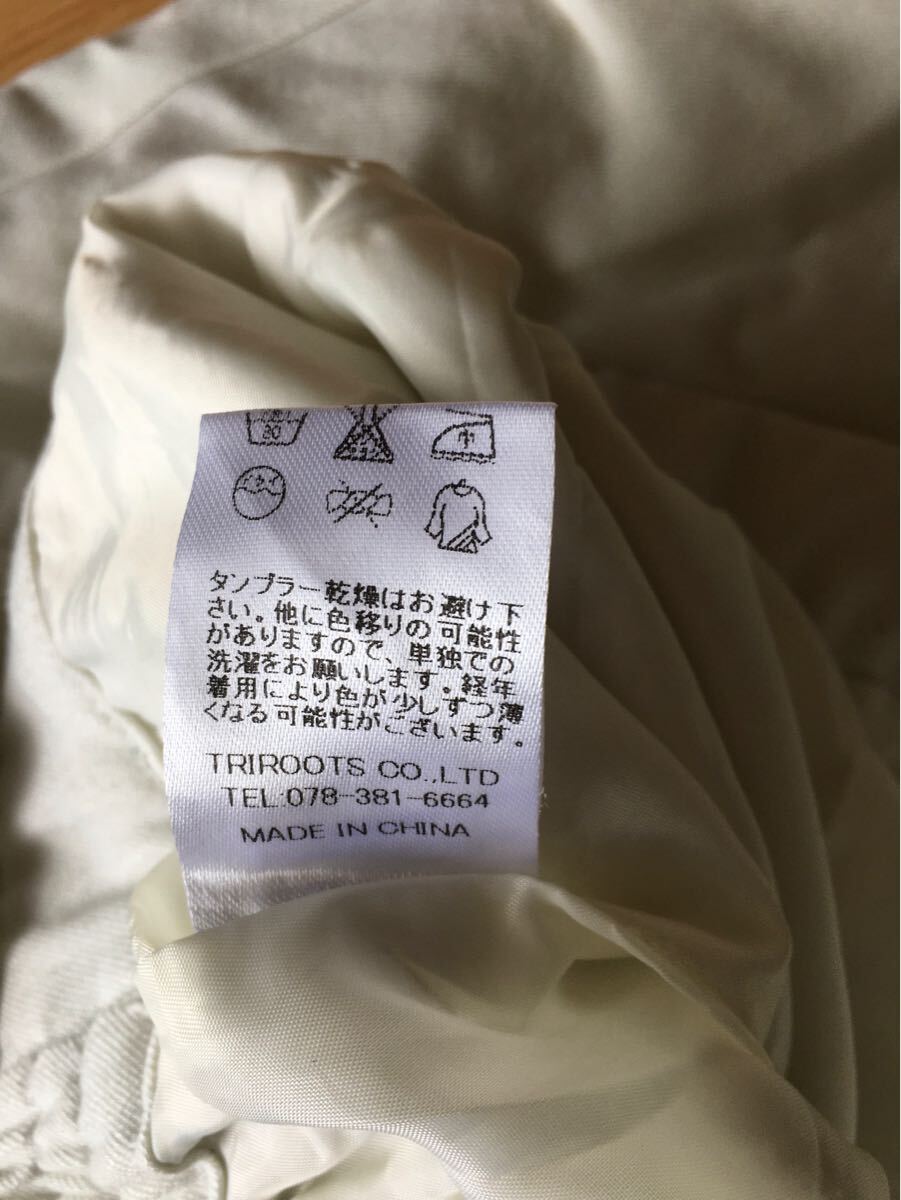 30
ドライ
タンブラー乾燥はお避け下
さい。他に色移りの可能性
がありますので、単独での
洗濯をお願いします。経年
着用により色が少しずつ薄
くなる可能性がございます。
TRIROOTS CO.,LTD
TEL:078-381-6664
MADE IN CHINA